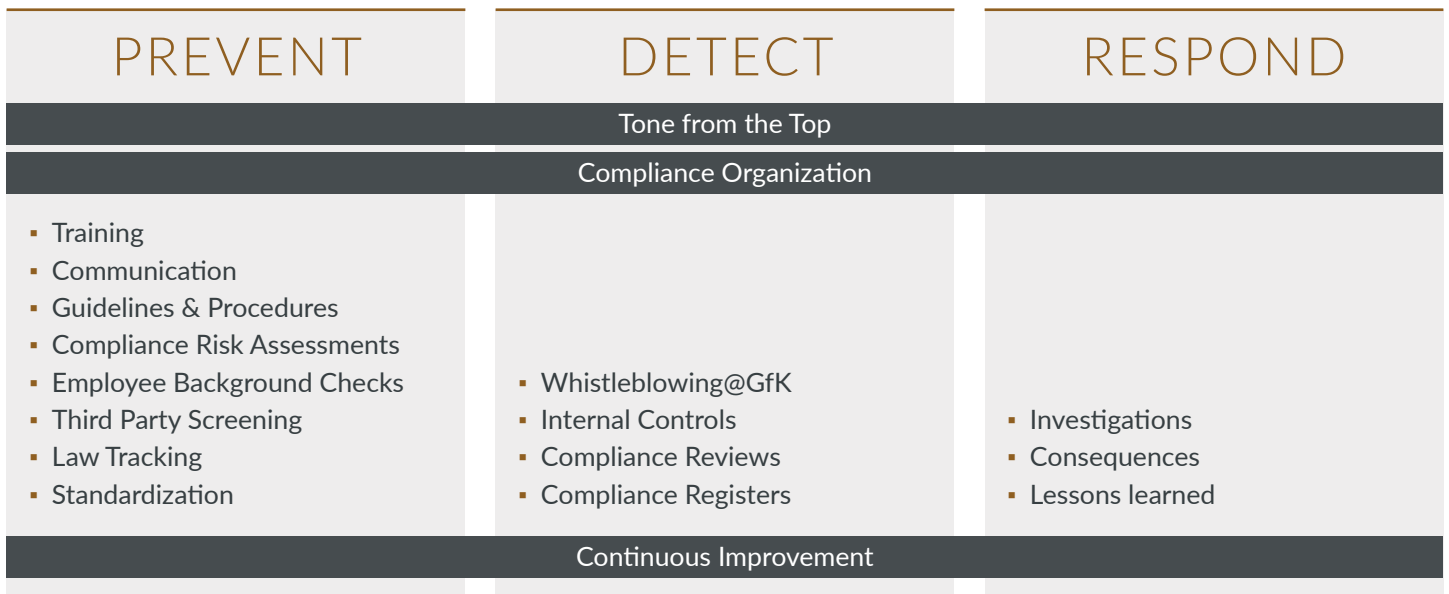 PREVENT
DETECT
RESPOND
Tone from the Top
Compliance Organization
▪ Training
▪ Communication
▪ Guidelines & Procedures
▪ Compliance Risk Assessments
▪ Employee Background Checks
▪ Third Party Screening
▪ Law Tracking
▪ Standardization
▪ Whistleblowing@GfK
▪ Internal Controls
▪ Compliance Reviews
▪ Compliance Registers
▪ Investigations
▪ Consequences
▪ Lessons learned
Continuous Improvement